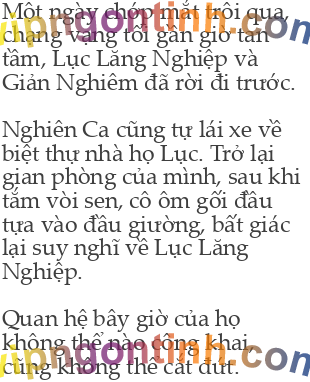 Một ngày chớp mắt trôi qua,
chạng vạng tối gần giờ tan
tầm, Lục Lăng Nghiệp và
Giản Nghiêm đã rời đi trước.
Nghiên Ca cũng tự lái xe về
biệt thự nhà họ Lục. Trở lại
gian phòng của mình, sau khi
tắm vòi sen, cô ôm gối đầu
tựa vào đầu giường, bất giác
lại suy nghĩ về Lục Lăng
Nghiệp.
Quan hệ bây giờ của họ
không thể nào công khai,
cũng không thể cắt đứt.
vipngontinh.com
vipngontinh.com